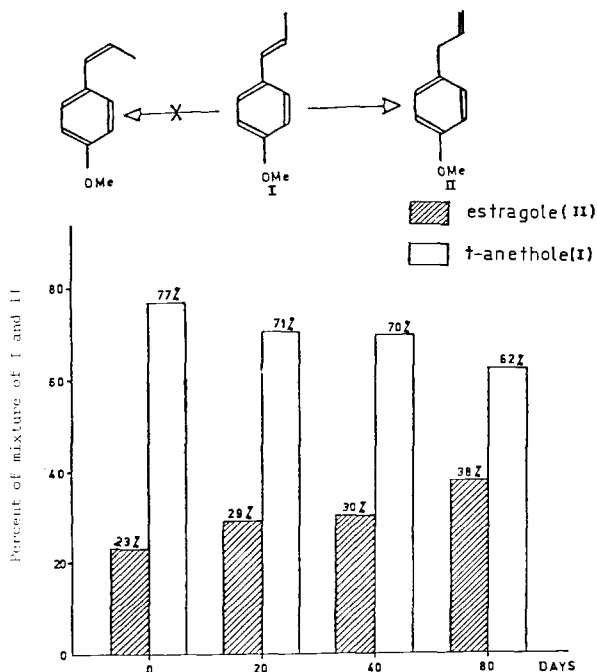 OMe
OMe
I
OMe
II
estragole(II)
t-anethole(I)
Percent of mixture of I and II
80
60
40
20
0
77%
71%
70%
62%
23%
29%
30%
38%
0
20
40
80
DAYS